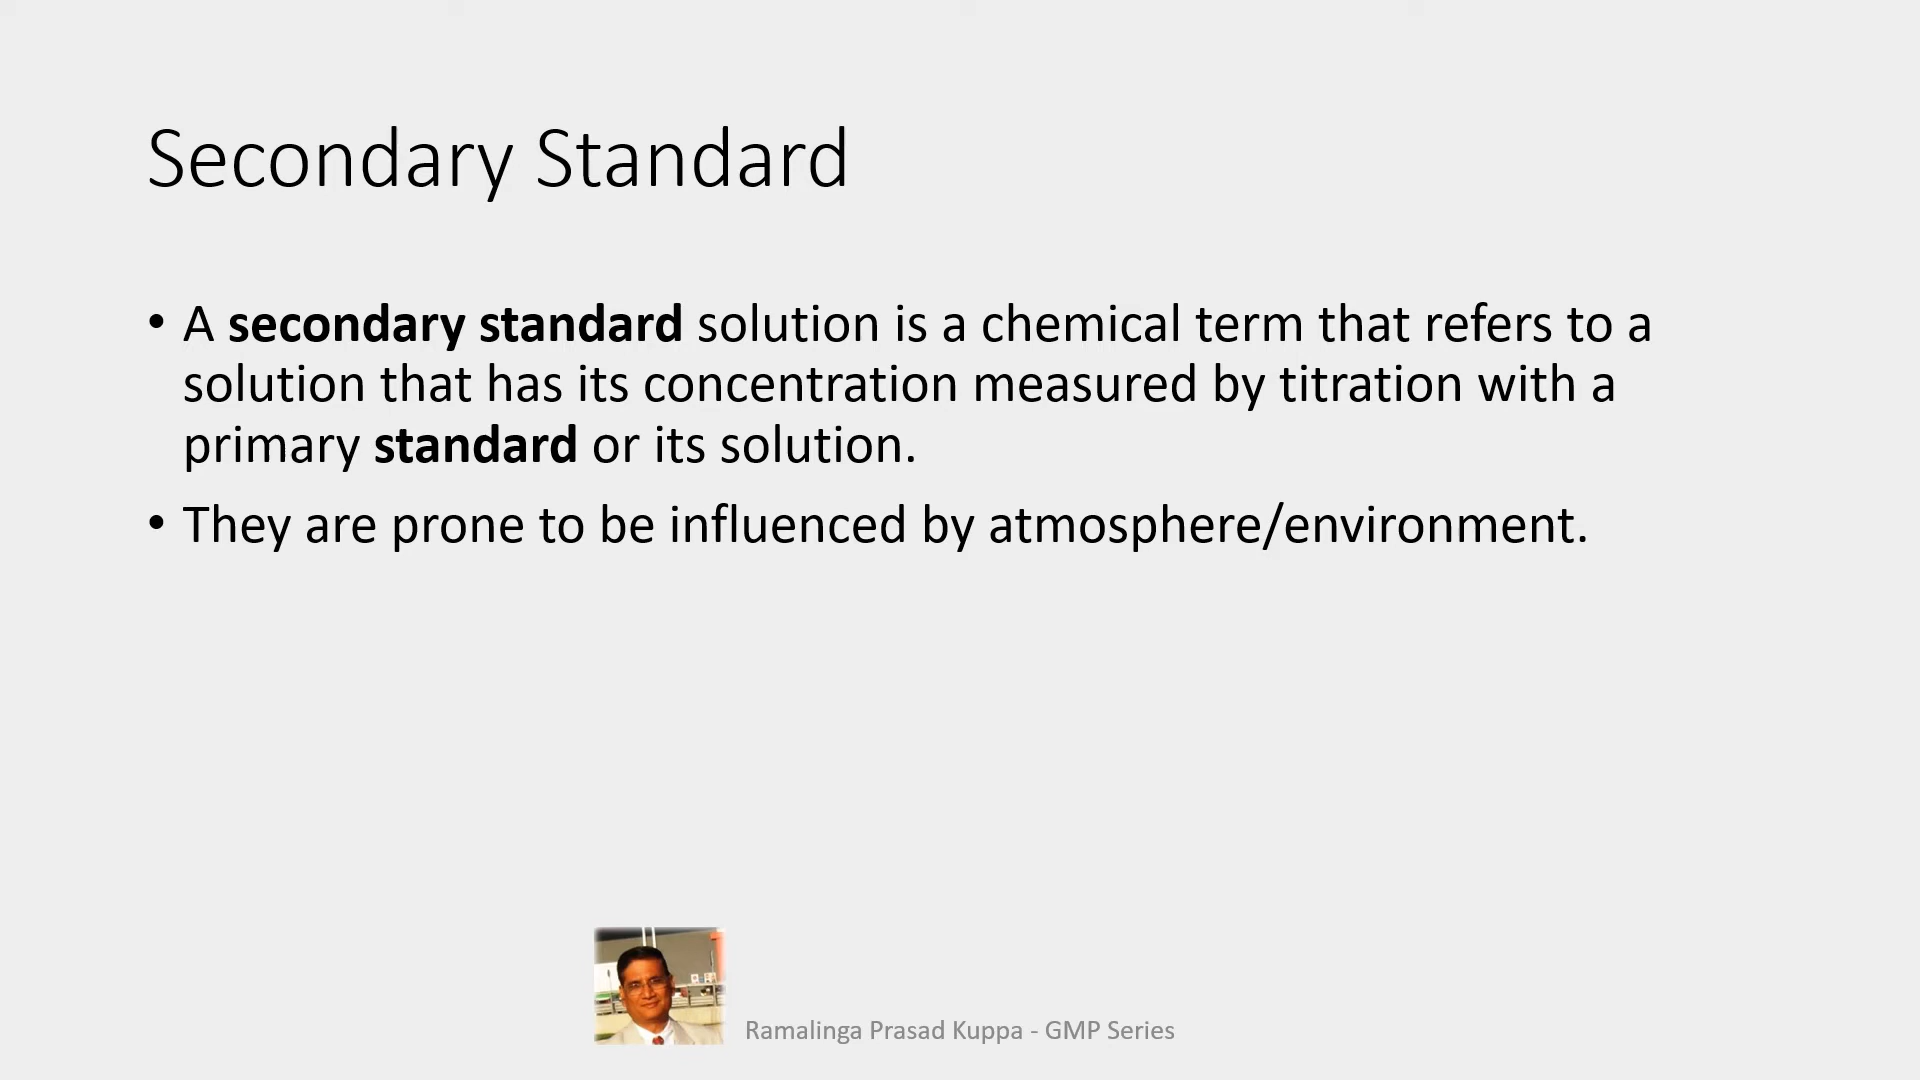 Secondary Standard
• A secondary standard solution is a chemical term that refers to a
solution that has its concentration measured by titration with a
primary standard or its solution.
• They are prone to be influenced by atmosphere/environment.
Ramalinga Prasad Kuppa - GMP Series